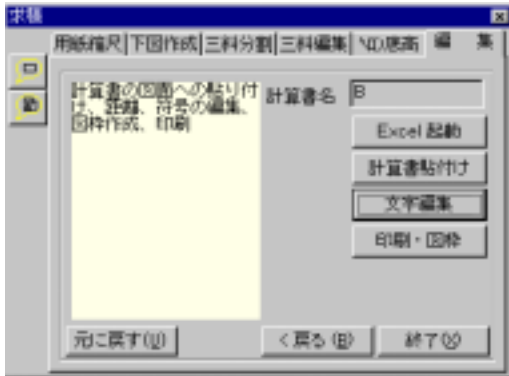 求積
用紙縮尺 下図作成 三斜分割 三斜編集 NO.底高 編 集
計算書の図面への貼り付
け、距離、符号の編集、
図枠作成、印刷
計算書名 B
Excel 起動
計算書貼付け
文字編集
印刷・図枠
元に戻す(U) < 戻る (B) 終了(X)